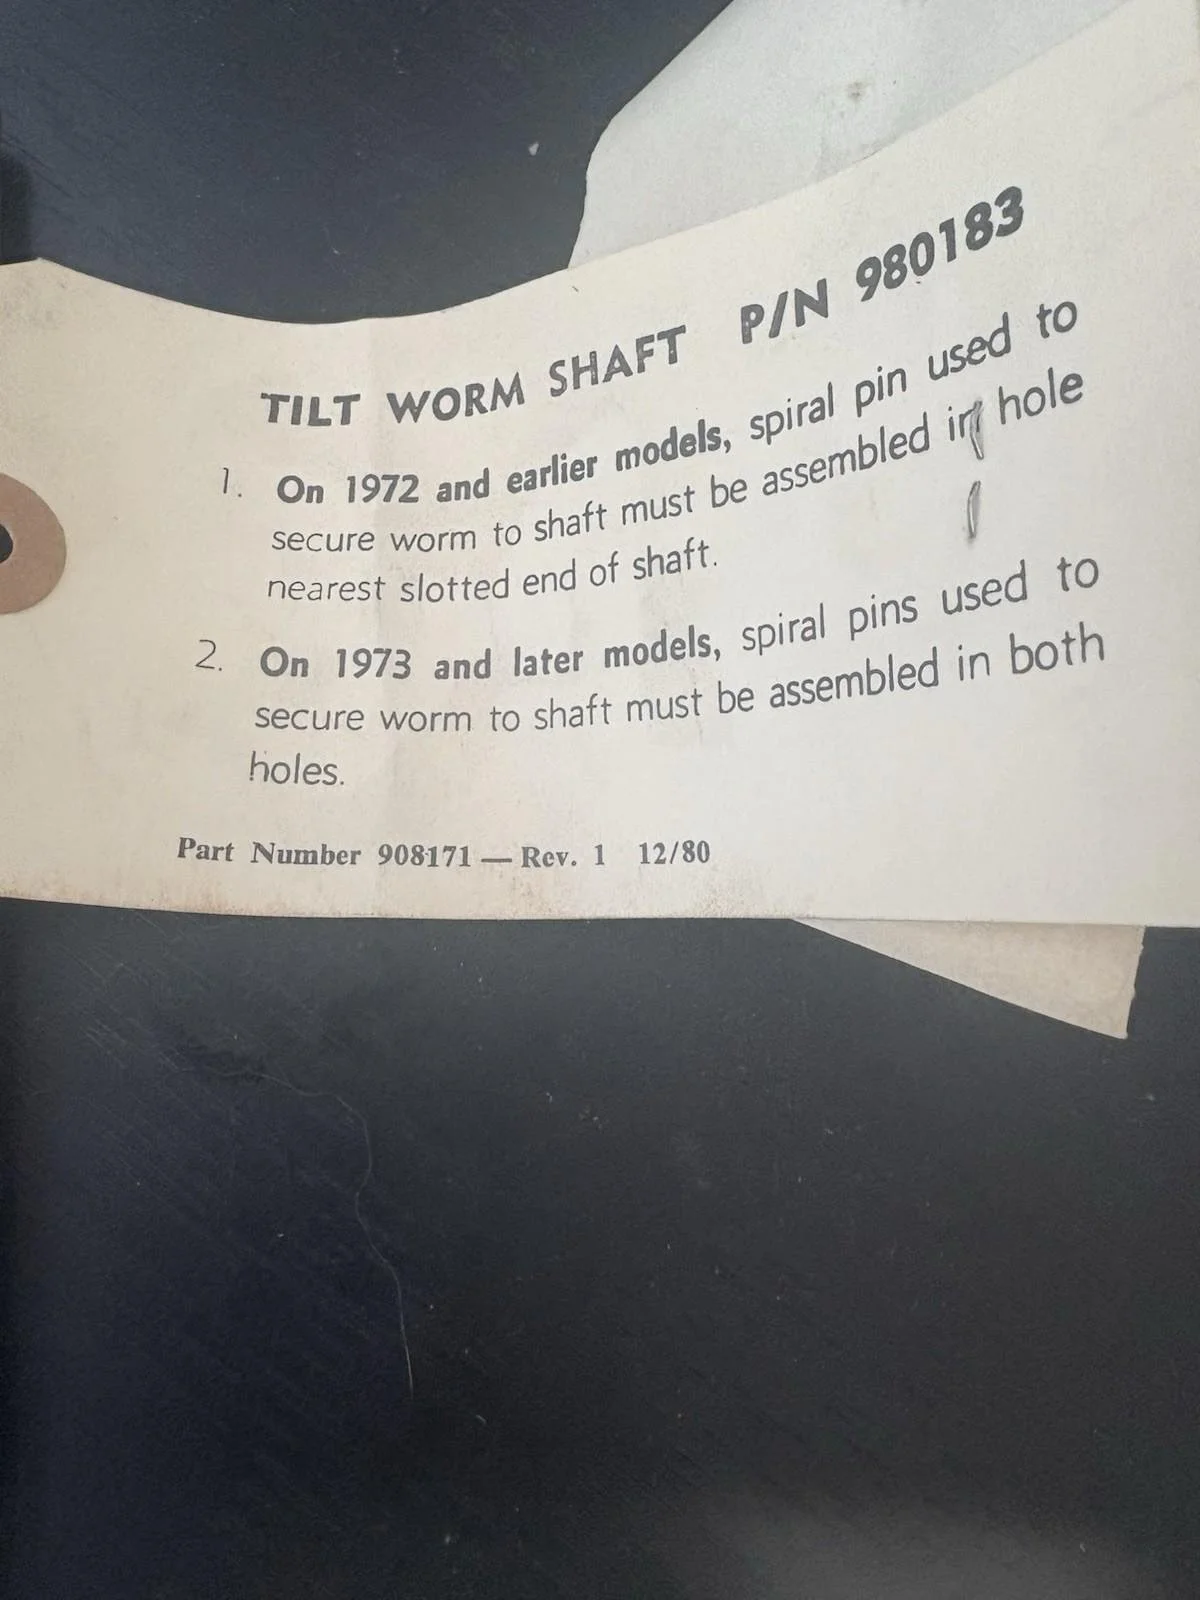 TILT WORM SHAFT P/N 980183
1. On 1972 and earlier models, spiral pin used to
secure worm to shaft must be assembled in hole
nearest slotted end of shaft.
2. On 1973 and later models, spiral pins used to
secure worm to shaft must be assembled in both
holes.
Part Number 908171 — Rev. 1 12/80